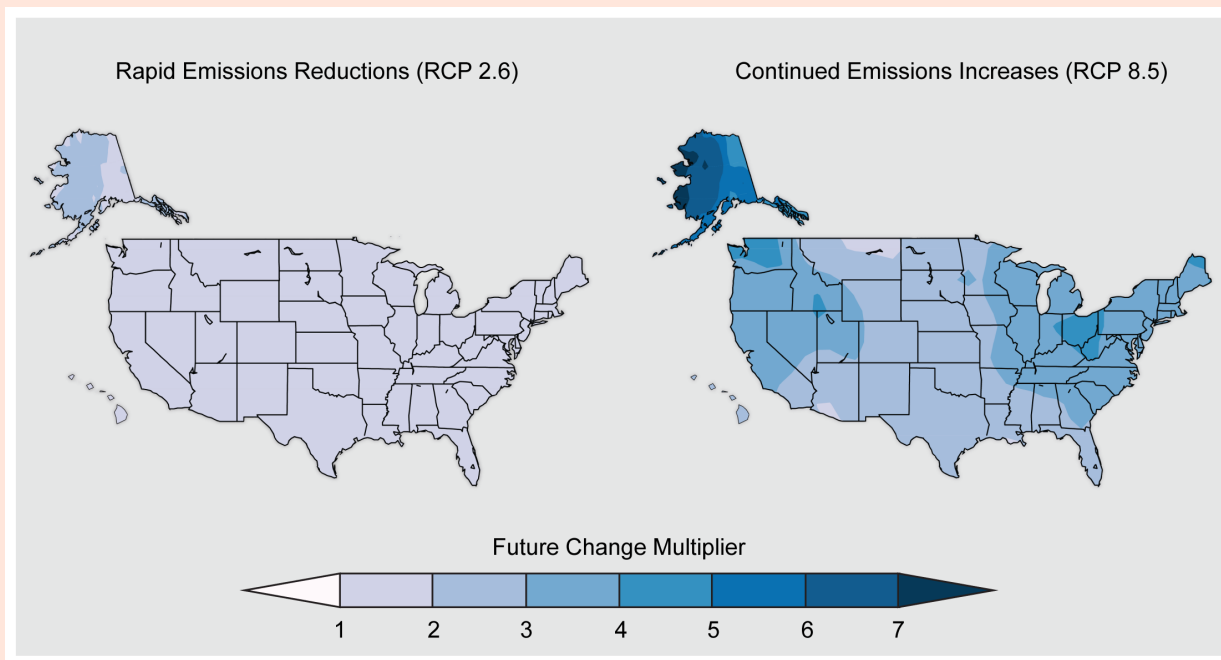 Rapid Emissions Reductions (RCP 2.6)
Continued Emissions Increases (RCP 8.5)
Future Change Multiplier
1 2 3 4 5 6 7